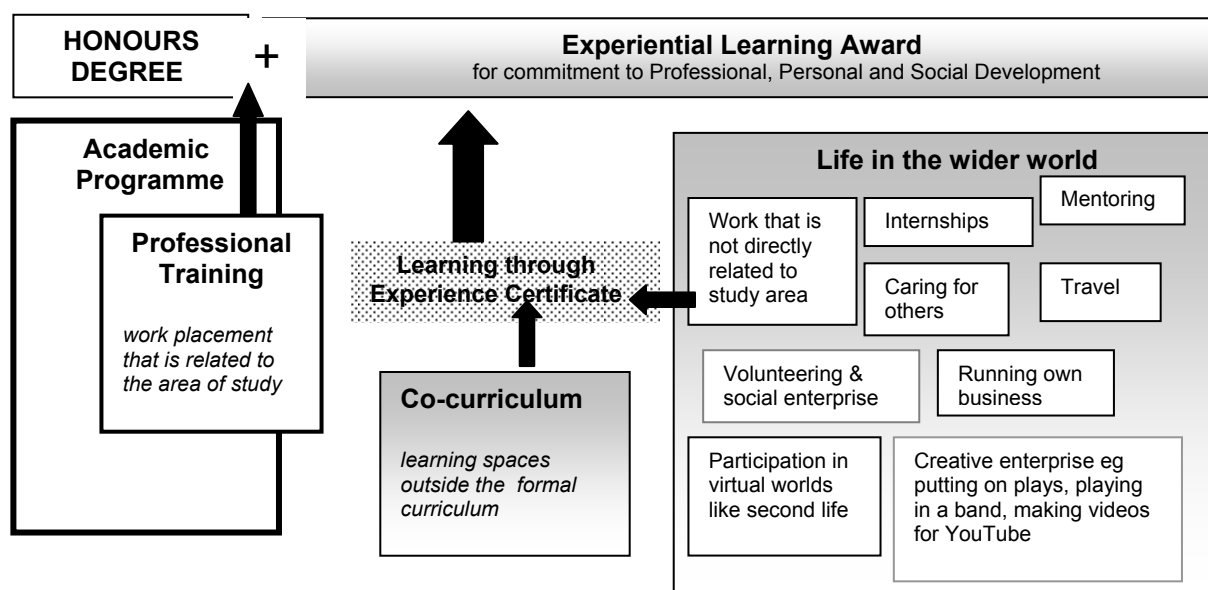 HONOURS
DEGREE
+
Experiential Learning Award
for commitment to Professional, Personal and Social Development
Academic
Programme
Professional
Training
work placement
that is related to
the area of study
Learning through
Experience Certificate
Co-curriculum
learning spaces
outside the formal
curriculum
Life in the wider world
Work that is
not directly
related to
study area
Internships
Mentoring
Caring for
others
Travel
Volunteering &
social enterprise
Running own
business
Participation in
virtual worlds
like second life
Creative enterprise eg
putting on plays, playing
in a band, making videos
for YouTube